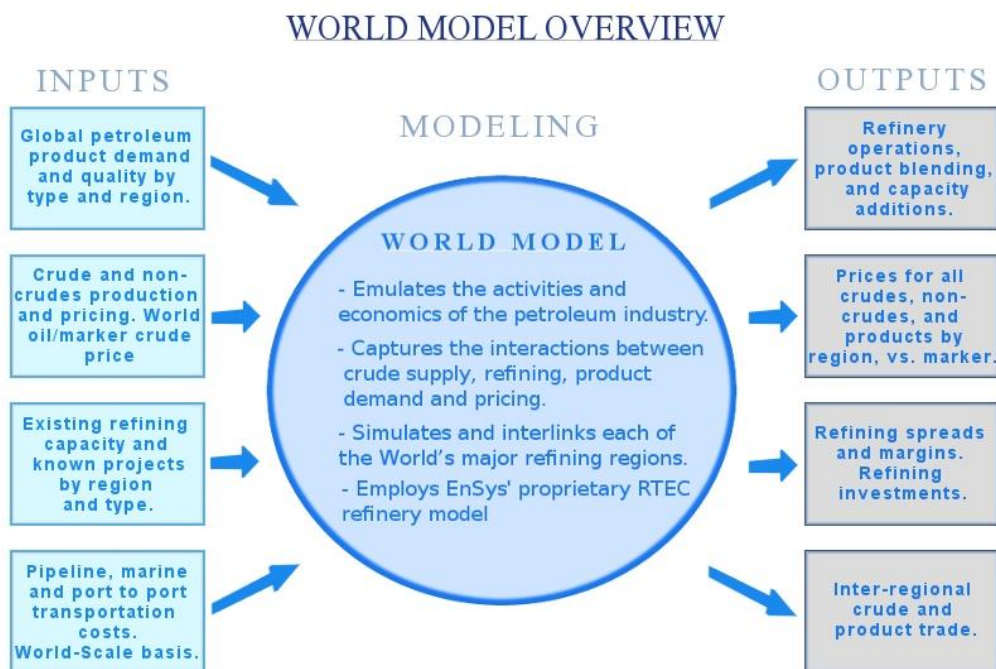 WORLD MODEL OVERVIEW
INPUTS
Global petroleum
product demand
and quality by
type and region.
Crude and non-
crudes production
and pricing. World
oil/marker crude
price
Existing refining
capacity and
known projects
by region
and type.
Pipeline, marine
and port to port
transportation
costs.
World-Scale basis.
MODELING
WORLD MODEL
- Emulates the activities and
economics of the petroleum industry.
- Captures the interactions between
crude supply, refining, product
demand and pricing.
- Simulates and interlinks each of
the World's major refining regions.
- Employs EnSys' proprietary RTEC
refinery model
OUTPUTS
Refinery
operations,
product blending,
and capacity
additions.
Prices for all
crudes, non-
crudes, and
products by
region, vs. marker.
Refining spreads
and margins.
Refining
investments.
Inter-regional
crude and
product trade.